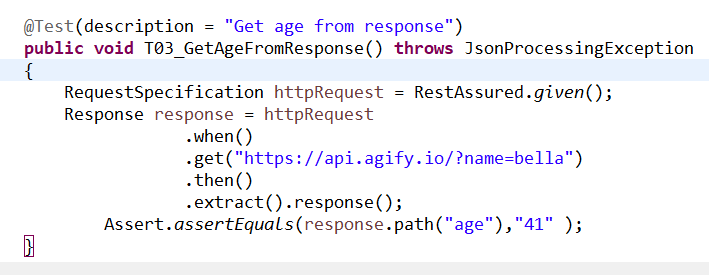 @Test(description = "Get age from response")
public void T03_GetAgeFromResponse() throws JsonProcessingException
{
RequestSpecification httpRequest = RestAssured.given();
Response response = httpRequest
.when()
.get("https://api.agify.io/?name=bella")
.then()
.extract().response();
Assert.assertEquals(response.path("age"),"41" );
}